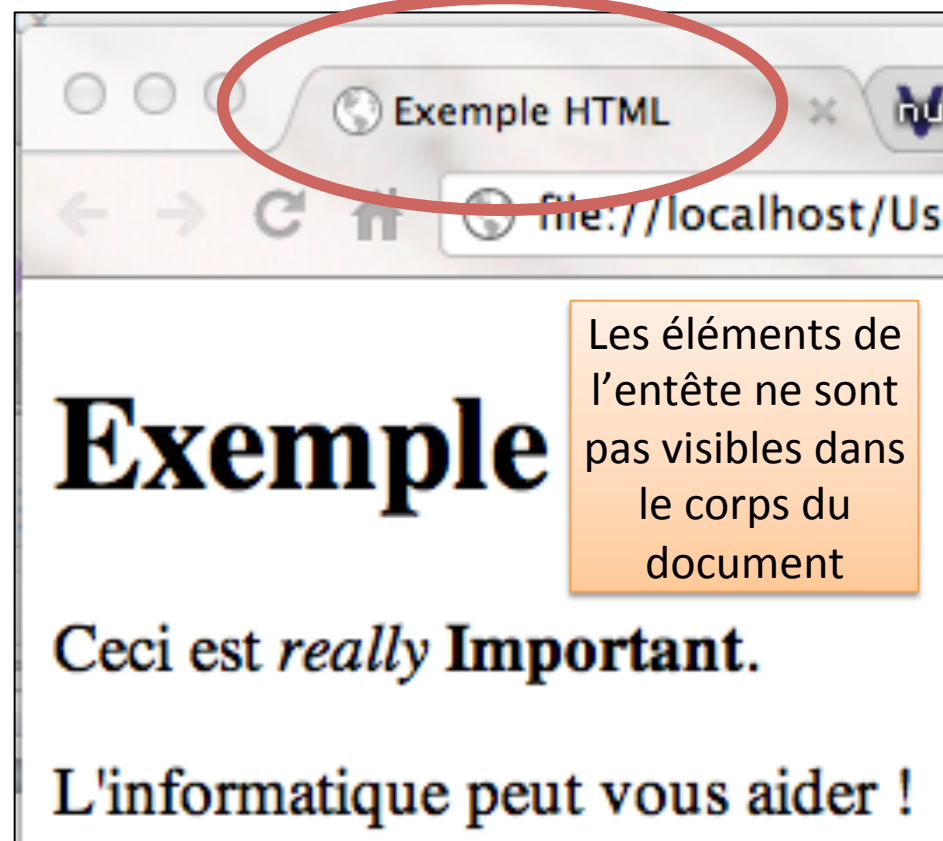 Exemple HTML
nu
file://localhost/Us
Les éléments de
l’entête ne sont
pas visibles dans
le corps du
document
Exemple
Ceci est really Important.
L'informatique peut vous aider !